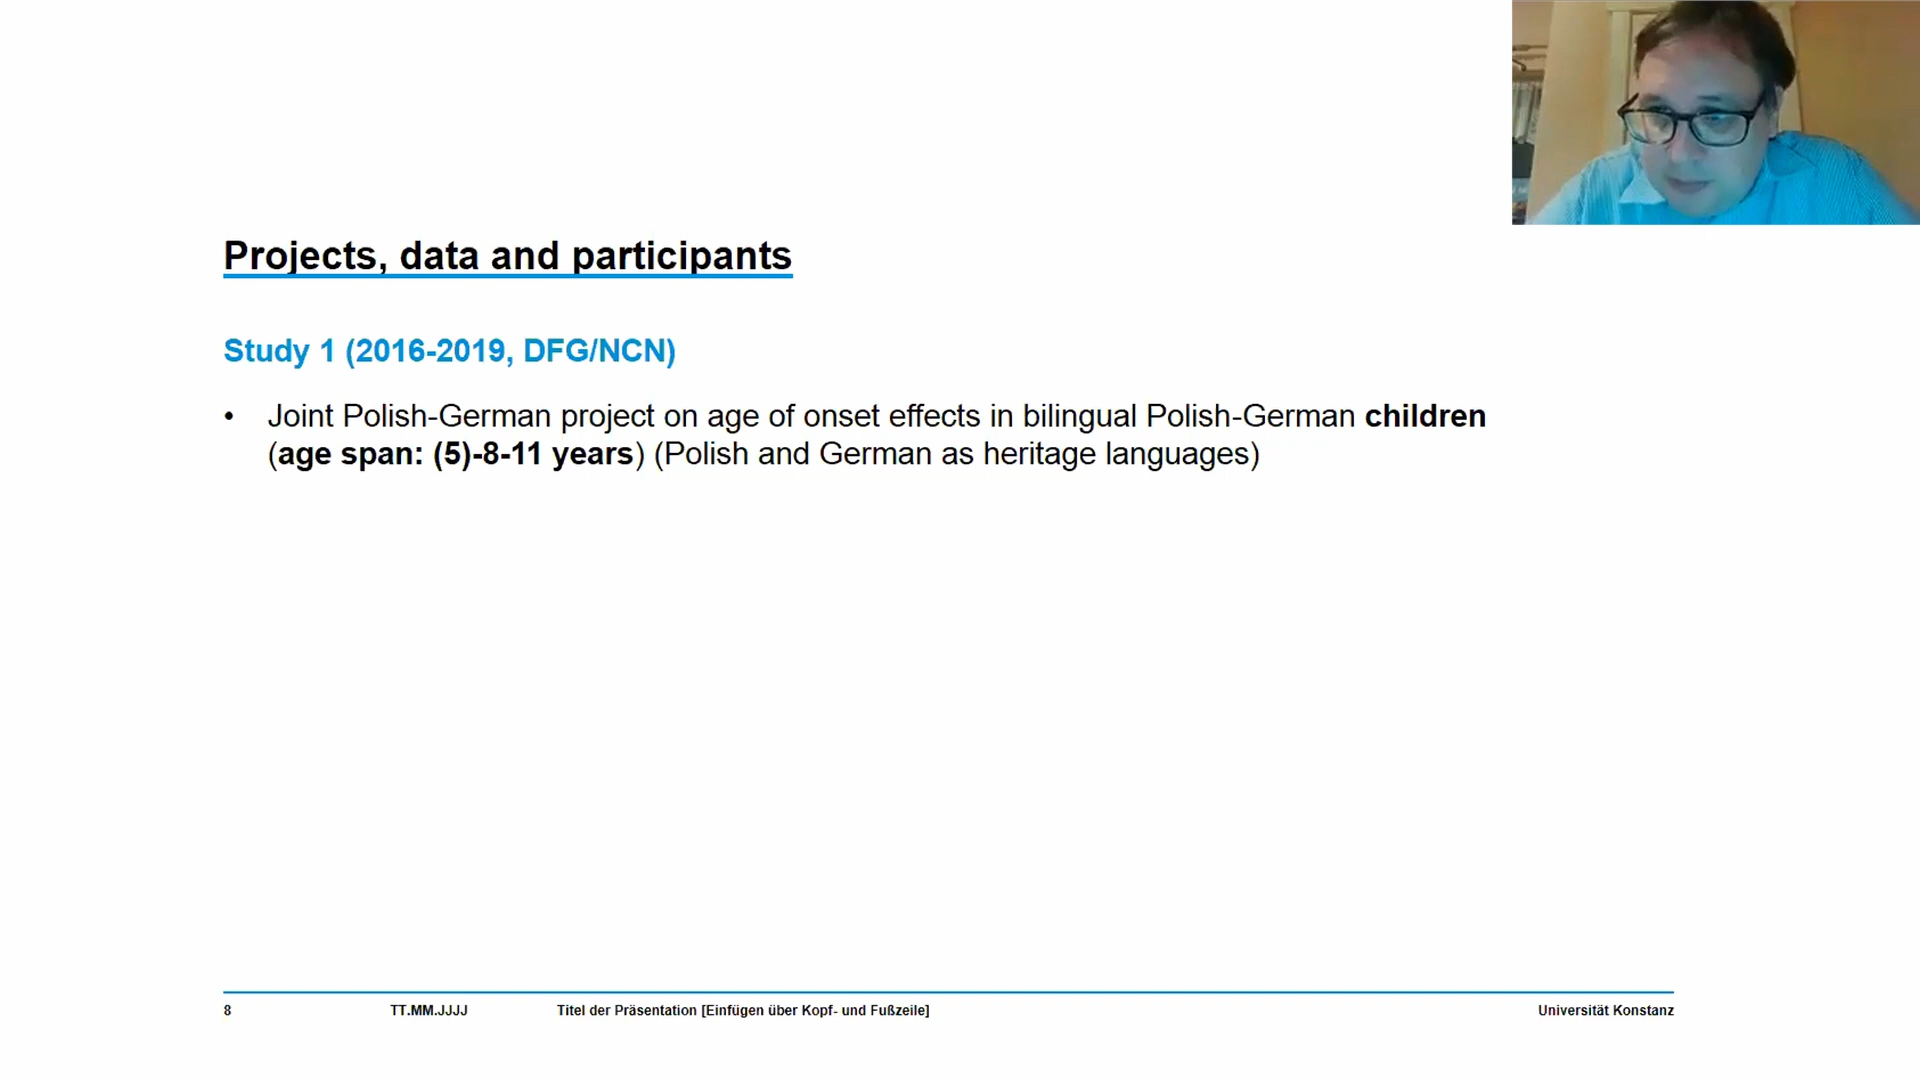 Projects, data and participants
Study 1 (2016-2019, DFG/NCN)
• Joint Polish-German project on age of onset effects in bilingual Polish-German children
(age span: (5)-8-11 years) (Polish and German as heritage languages)
8 TT.MM.JJJJ Titel der Präsentation [Einfügen über Kopf- und Fußzeile] Universität Konstanz